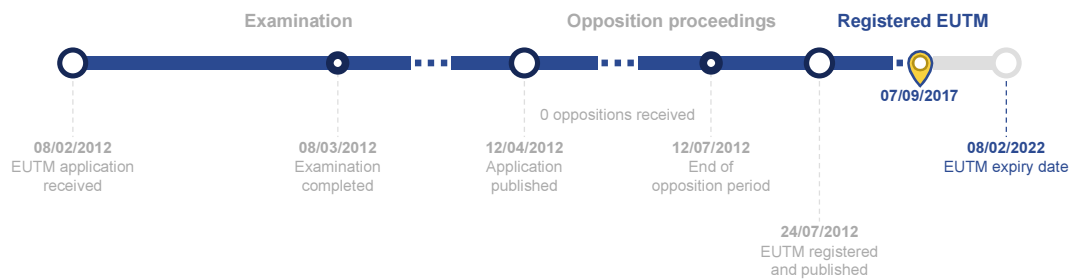 Examination
Opposition proceedings
Registered EUTM
07/09/2017
0 oppositions received
08/02/2012
EUTM application
received
08/03/2012
Examination
completed
12/04/2012
Application
published
12/07/2012
End of
opposition period
08/02/2022
EUTM expiry date
24/07/2012
EUTM registered
and published